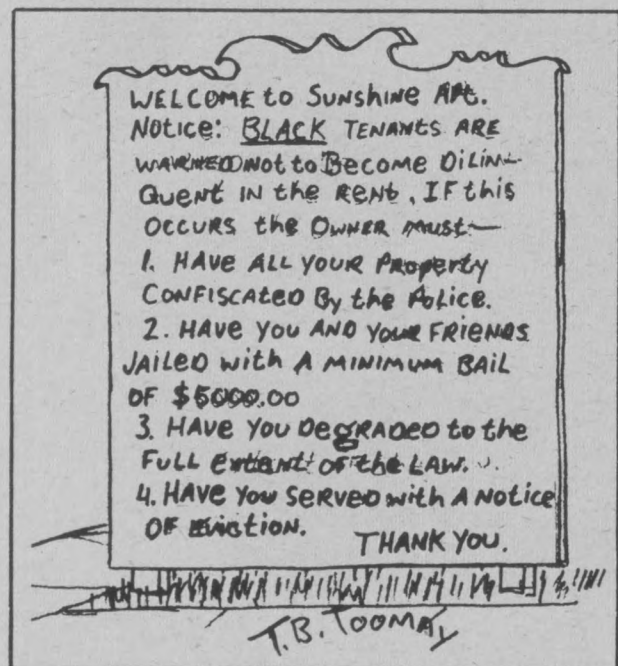 WELCOME to SUNSHINE APt.
Notice: BLACK TENANTS ARE
WARNED Not to Become DiLiN-
Quent IN the RENT. IF this
OCCURS the OWNER MUST—
1. HAVE ALL YOUR Property
CONFISCATED By the POLICE.
2. HAVE YOU AND YOUR FRIENDS
JAILED with A MINIMUM BAIL
OF $5000.00
3. HAVE YOU DegRADED to the
FULL extent OF the LAW.
4. HAVE YOU SERVED with A NOTICE
OF eviction.
THANK YOU.
T.B. TOOMAY